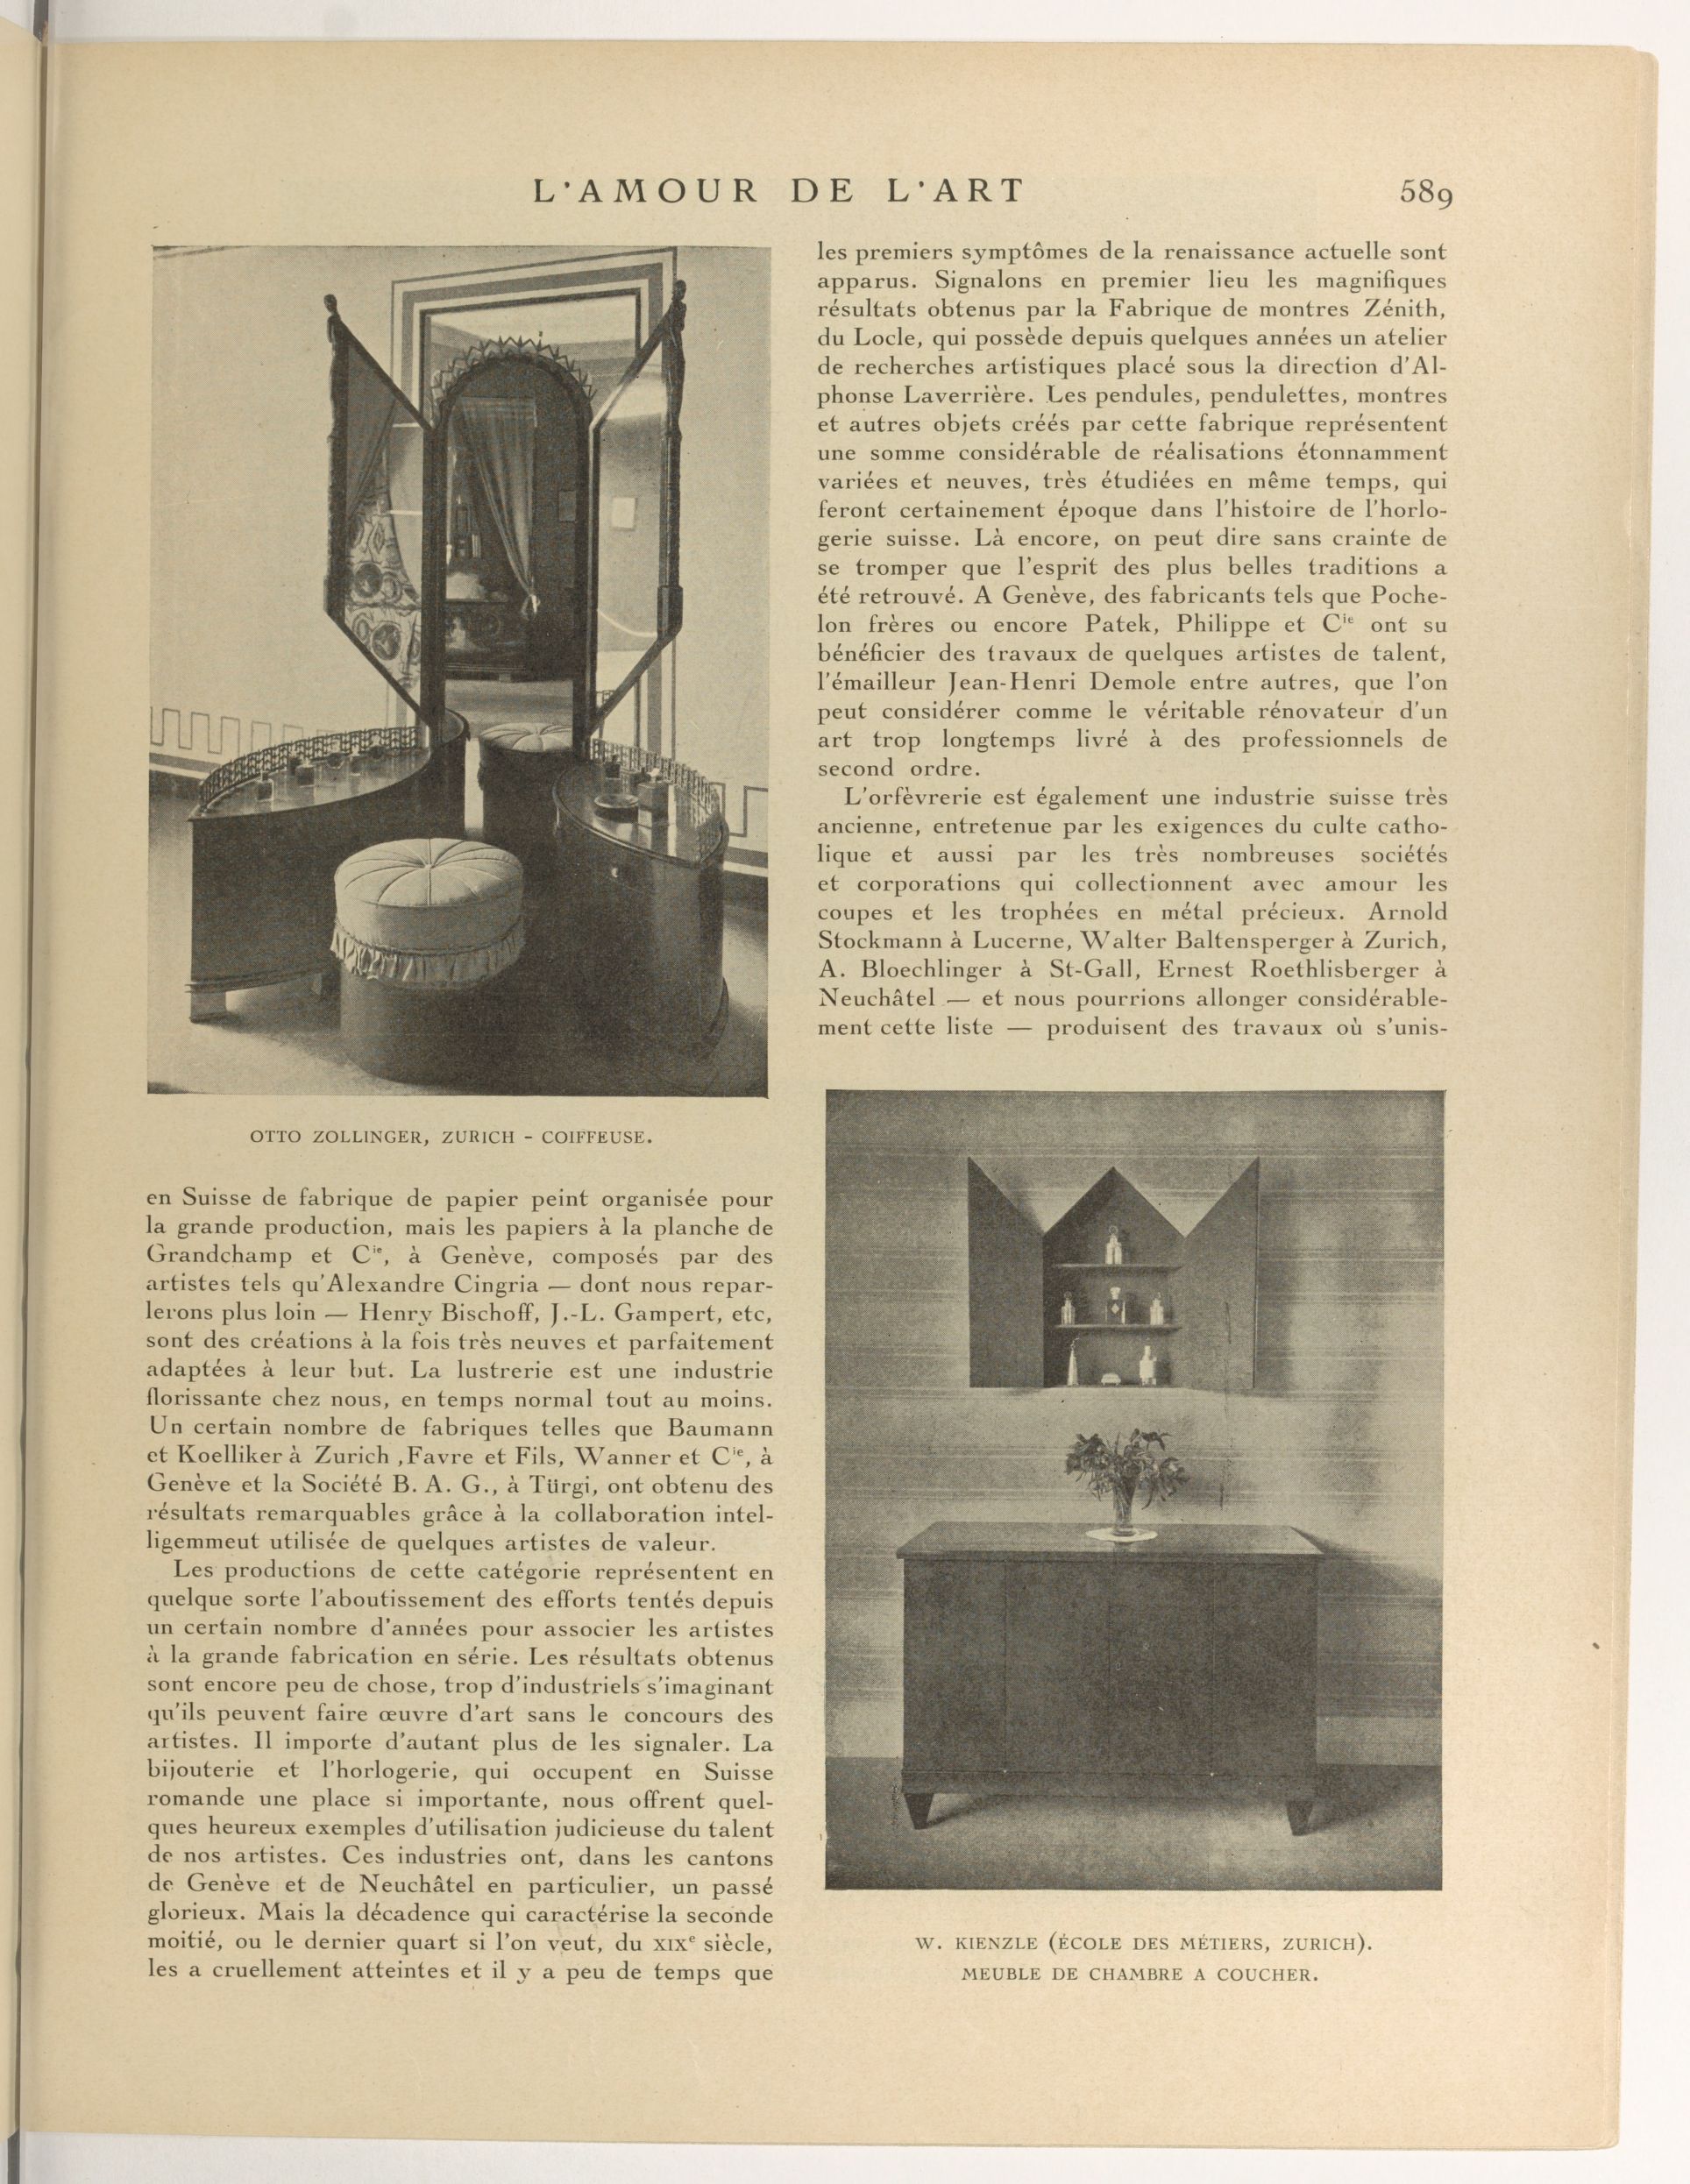 L'AMOUR DE L'ART
589
OTTO ZOLLINGER, ZURICH - COIFFEUSE.
en Suisse de fabrique de papier peint organisée pour
la grande production, mais les papiers à la planche de
Grandchamp et Cie, à Genève, composés par des
artistes tels qu'Alexandre Cingria — dont nous repar-
lerons plus loin — Henry Bischoff, J.-L. Gampert, etc,
sont des créations à la fois très neuves et parfaitement
adaptées à leur but. La lustrerie est une industrie
florissante chez nous, en temps normal tout au moins.
Un certain nombre de fabriques telles que Baumann
et Koelliker à Zurich ,Favre et Fils, Wanner et Cie, à
Genève et la Société B. A. G., à Türgi, ont obtenu des
résultats remarquables grâce à la collaboration intel-
ligemmeut utilisée de quelques artistes de valeur.
Les productions de cette catégorie représentent en
quelque sorte l'aboutissement des efforts tentés depuis
un certain nombre d'années pour associer les artistes
à la grande fabrication en série. Les résultats obtenus
sont encore peu de chose, trop d'industriels s'imaginant
qu'ils peuvent faire œuvre d'art sans le concours des
artistes. Il importe d'autant plus de les signaler. La
bijouterie et l'horlogerie, qui occupent en Suisse
romande une place si importante, nous offrent quel-
ques heureux exemples d'utilisation judicieuse du talent
de nos artistes. Ces industries ont, dans les cantons
de Genève et de Neuchâtel en particulier, un passé
glorieux. Mais la décadence qui caractérise la seconde
moitié, ou le dernier quart si l'on veut, du XIXe siècle,
les a cruellement atteintes et il y a peu de temps que
les premiers symptômes de la renaissance actuelle sont
apparus. Signalons en premier lieu les magnifiques
résultats obtenus par la Fabrique de montres Zénith,
du Locle, qui possède depuis quelques années un atelier
de recherches artistiques placé sous la direction d'Al-
phonse Laverrière. Les pendules, pendulettes, montres
et autres objets créés par cette fabrique représentent
une somme considérable de réalisations étonnamment
variées et neuves, très étudiées en même temps, qui
feront certainement époque dans l'histoire de l'horlo-
gerie suisse. Là encore, on peut dire sans crainte de
se tromper que l'esprit des plus belles traditions a
été retrouvé. A Genève, des fabricants tels que Poche-
lon frères ou encore Patek, Philippe et Cie ont su
bénéficier des travaux de quelques artistes de talent,
l'émailleur Jean-Henri Demole entre autres, que l'on
peut considérer comme le véritable rénovateur d'un
art trop longtemps livré à des professionnels de
second ordre.
L'orfèvrerie est également une industrie suisse très
ancienne, entretenue par les exigences du culte catho-
lique et aussi par les très nombreuses sociétés
et corporations qui collectionnent avec amour les
coupes et les trophées en métal précieux. Arnold
Stockmann à Lucerne, Walter Baltensperger à Zurich,
A. Bloechlinger à St-Gall, Ernest Roethlisberger à
Neuchâtel — et nous pourrions allonger considérable-
ment cette liste — produisent des travaux où s'unis-
W. KIENZLE (ÉCOLE DES MÉTIERS, ZURICH).
MEUBLE DE CHAMBRE A COUCHER.